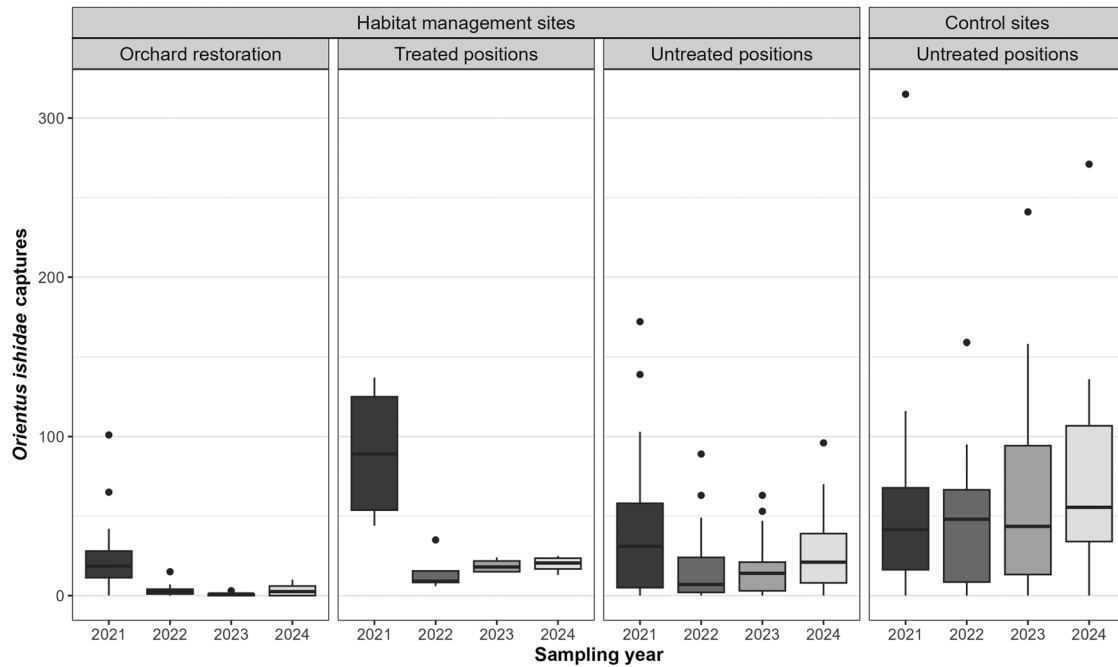 Habitat management sites
Control sites
Orchard restoration
Treated positions
Untreated positions
Untreated positions
Orientus ishidae captures
300
200
100
0
2021 2022 2023 2024
2021 2022 2023 2024
2021 2022 2023 2024
2021 2022 2023 2024
Sampling year